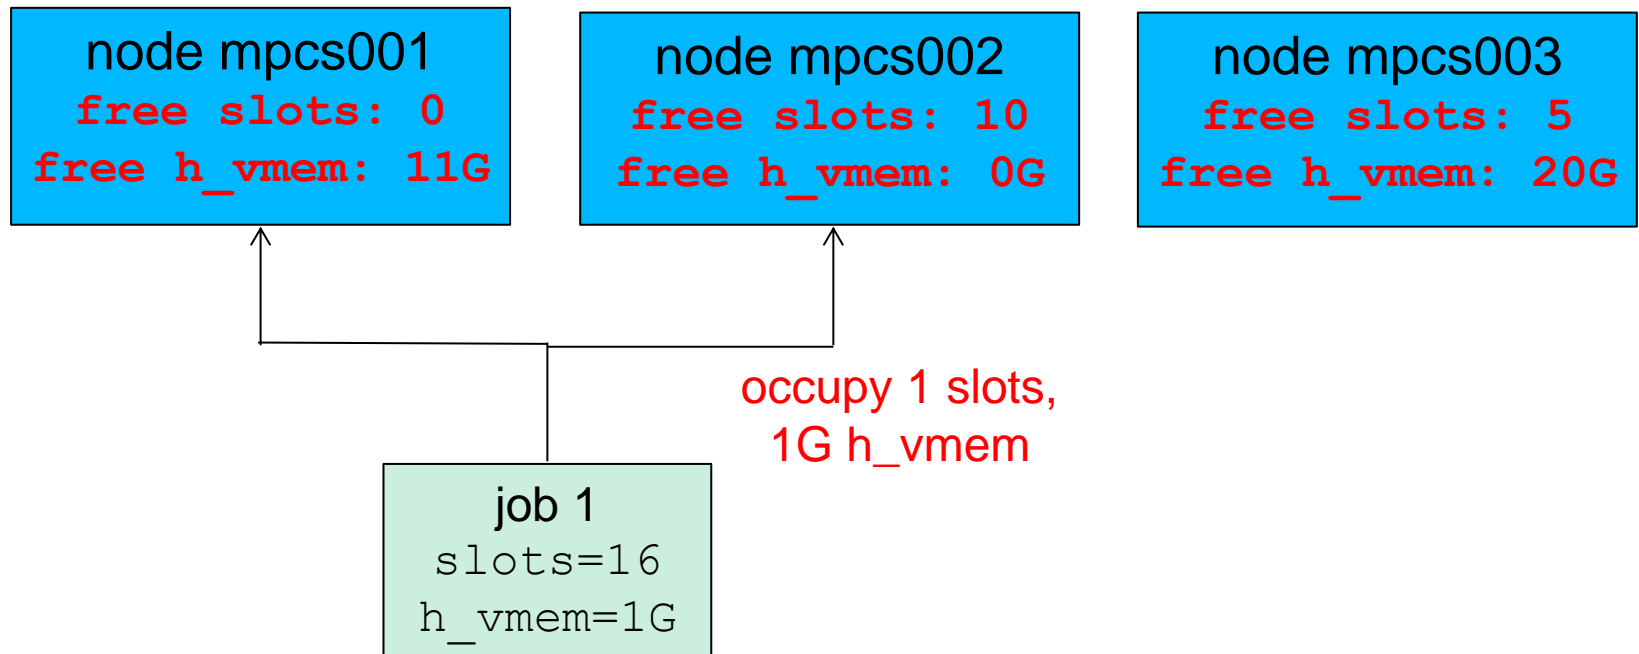 node mpcs001
free slots: 0
free h_vmem: 11G
node mpcs002
free slots: 10
free h_vmem: 0G
node mpcs003
free slots: 5
free h_vmem: 20G
occupy 1 slots,
1G h_vmem
job 1
slots=16
h_vmem=1G